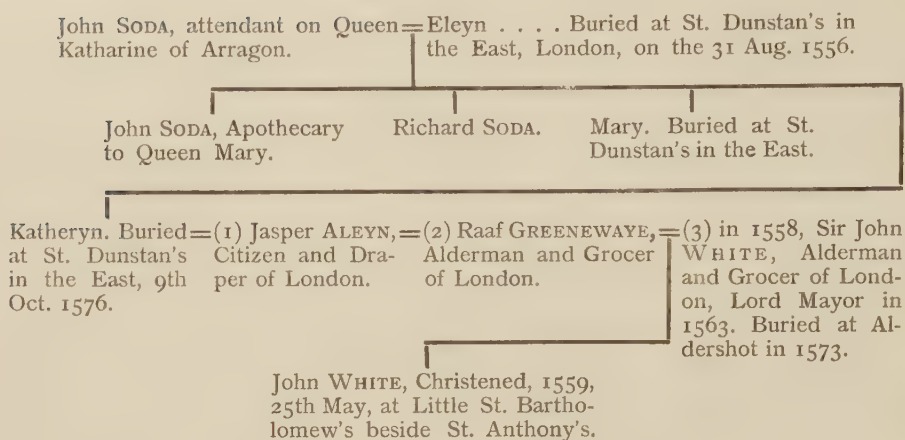 John SODA, attendant on Queen = Eleyn . . . . Buried at St. Dunstan's in
Katharine of Arragon. the East, London, on the 31 Aug. 1556.
John SODA, Apothecary
to Queen Mary.
Richard SODA.
Mary. Buried at St.
Dunstan's in the East.
Katheryn. Buried
at St. Dunstan's
in the East, 9th
Oct. 1576.
= (1) Jasper ALEYN,
Citizen and Dra-
per of London.
= (2) Raaf GREENEWAYE,
Alderman and Grocer
of London.
= (3) in 1558, Sir John
WHITE, Alderman
and Grocer of Lond-
on, Lord Mayor in
1563. Buried at Al-
dershot in 1573.
John WHITE, Christened, 1559,
25th May, at Little St. Bartho-
lomew's beside St. Anthony's.